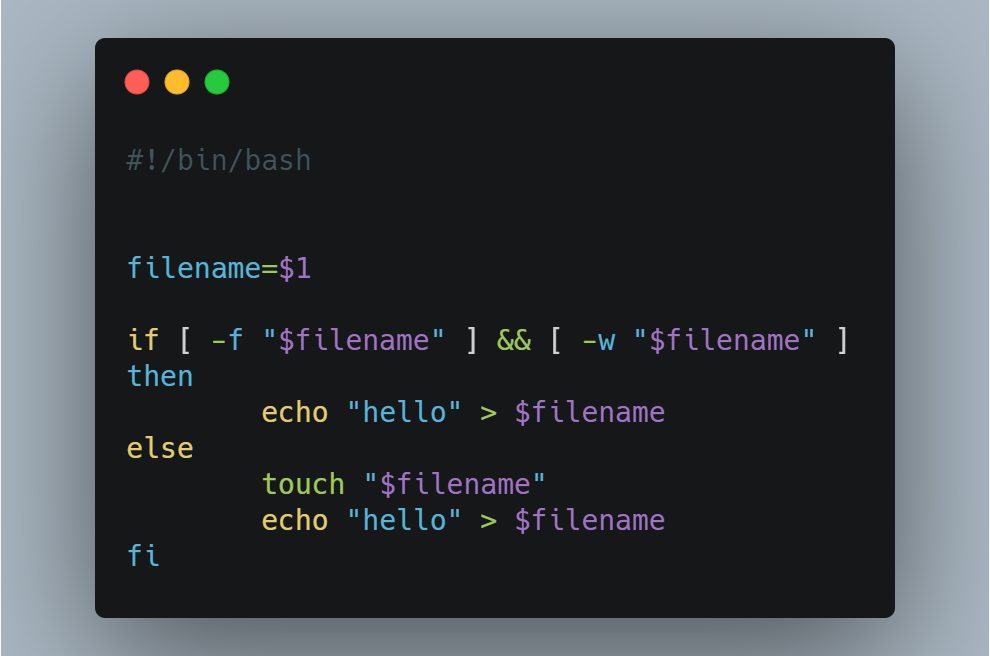 #!/bin/bash
filename=$1
if [ -f "$filename" ] && [ -w "$filename" ]
then
echo "hello" > $filename
else
touch "$filename"
echo "hello" > $filename
fi